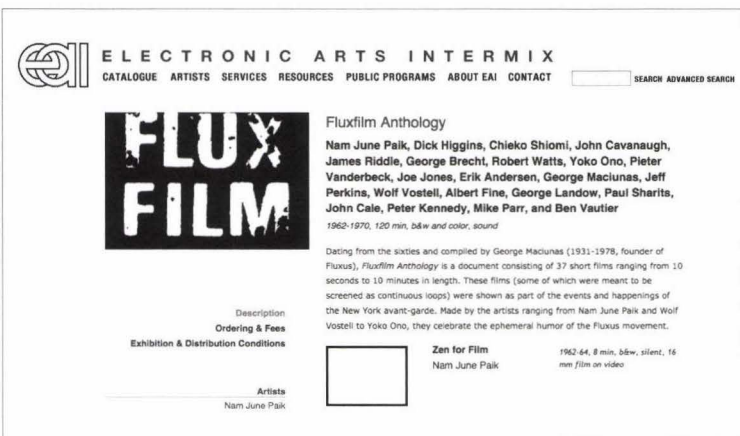 eai ELECTRONIC ARTS INTERMIX
CATALOGUE ARTISTS SERVICES RESOURCES PUBLIC PROGRAMS ABOUT EAI CONTACT SEARCH ADVANCED SEARCH
FLUX
FILM
Fluxfilm Anthology
Nam June Paik, Dick Higgins, Chieko Shiomi, John Cavanaugh,
James Riddle, George Brecht, Robert Watts, Yoko Ono, Pieter
Vanderbeck, Joe Jones, Erik Andersen, George Maciunas, Jeff
Perkins, Wolf Vostell, Albert Fine, George Landow, Paul Sharits,
John Cale, Peter Kennedy, Mike Parr, and Ben Vautier
1962-1970, 120 min, b&w and color, sound
Dating from the sixties and compiled by George Maciunas (1931-1978, founder of
Fluxus), Fluxfilm Anthology is a document consisting of 37 short films ranging from 10
seconds to 10 minutes in length. These films (some of which were meant to be
screened as continuous loops) were shown as part of the events and happenings of
the New York avant-garde. Made by the artists ranging from Nam June Paik and Wolf
Vostell to Yoko Ono, they celebrate the ephemeral humor of the Fluxus movement.
Description
Ordering & Fees
Exhibition & Distribution Conditions
Artists
Nam June Paik
Zen for Film
Nam June Paik
1962-64, 8 min, b&w, silent, 16
mm film on video